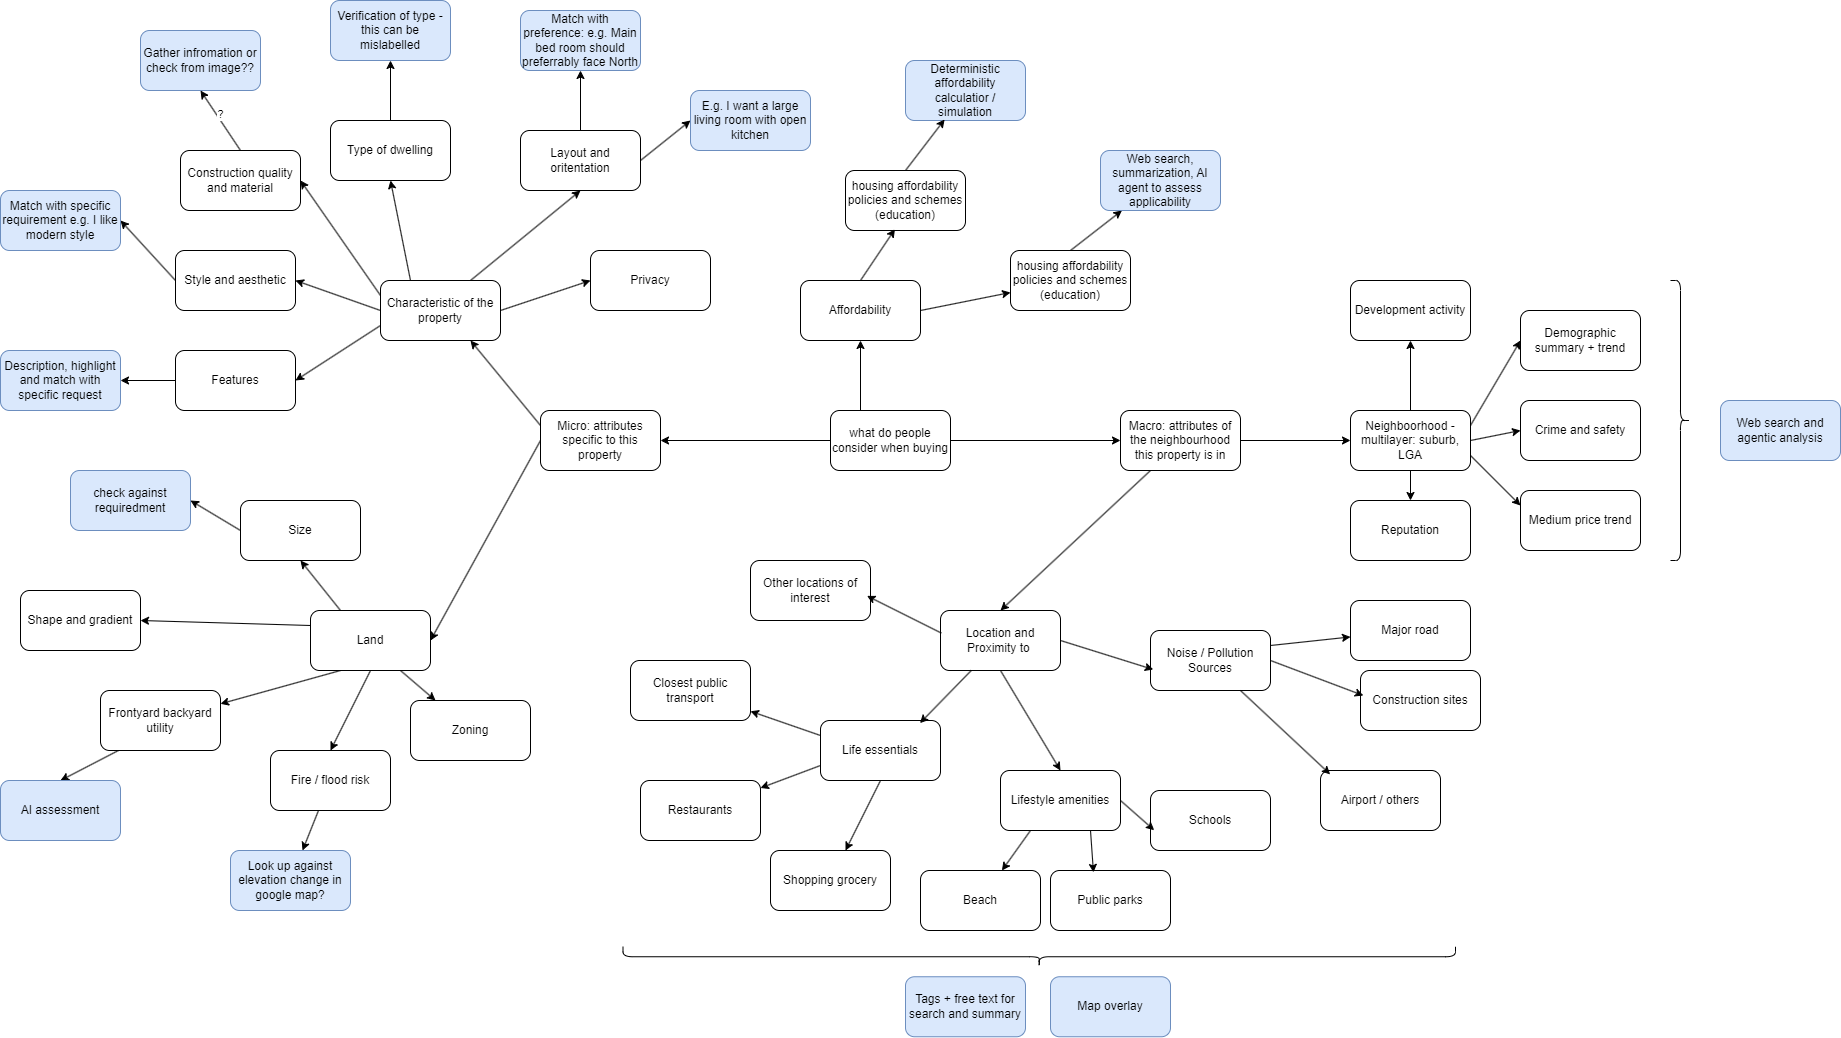 Verification of type -
this can be
mislabelled
Match with
preference: e.g. Main
bed room should
preferrably face North
Gather infromation or
check from image??
Deterministic
affordability
calculatior /
simulation
E.g. I want a large
living room with open
kitchen
?
Type of dwelling
Layout and
oritentation
Construction quality
and material
housing affordability
policies and schemes
(education)
Web search,
summarization, AI
agent to assess
applicability
Match with specific
requirement e.g. I like
modern style
Style and aesthetic
Privacy
housing affordability
policies and schemes
(education)
Characteristic of the
property
Affordability
Development activity
Demographic
summary + trend
Description, highlight
and match with
specific request
Features
Micro: attributes
specific to this
property
what do people
consider when buying
Macro: attributes of
the neighbourhood
this property is in
Neighboorhood -
multilayer: suburb,
LGA
Crime and safety
Web search and
agentic analysis
check against
requiredment
Size
Reputation
Medium price trend
Other locations of
interest
Shape and gradient
Land
Location and
Proximity to
Major road
Noise / Pollution
Sources
Closest public
transport
Construction sites
Frontyard backyard
utility
Zoning
Life essentials
Fire / flood risk
AI assessment
Restaurants
Lifestyle amenities
Schools
Airport / others
Look up against
elevation change in
google map?
Shopping grocery
Beach
Public parks
Tags + free text for
search and summary
Map overlay